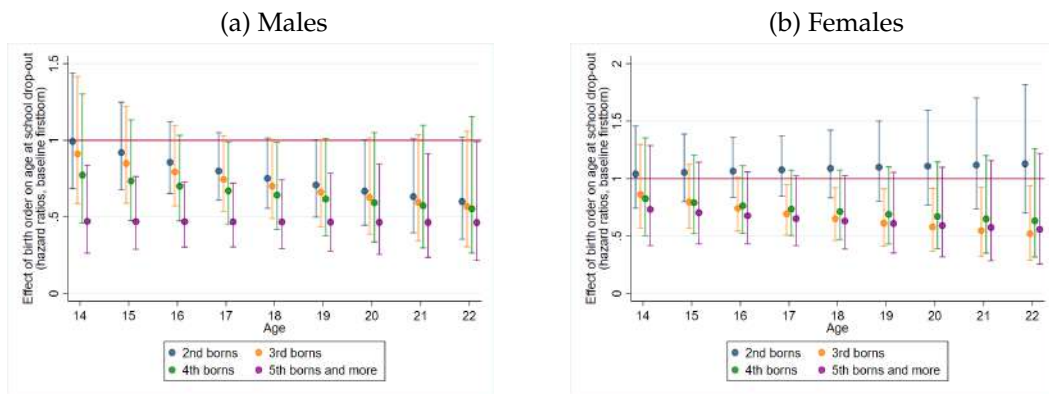 (a) Males
Effect of birth order on age at school drop-out
(hazard ratios, baseline firstborn)
1.5
1
.5
0
14 15 16 17 18 19 20 21 22
Age
2nd borns 3rd borns
4th borns 5th borns and more
(b) Females
Effect of birth order on age at school drop-out
(hazard ratios, baseline firstborn)
2
1.5
1
.5
0
14 15 16 17 18 19 20 21 22
Age
2nd borns 3rd borns
4th borns 5th borns and more